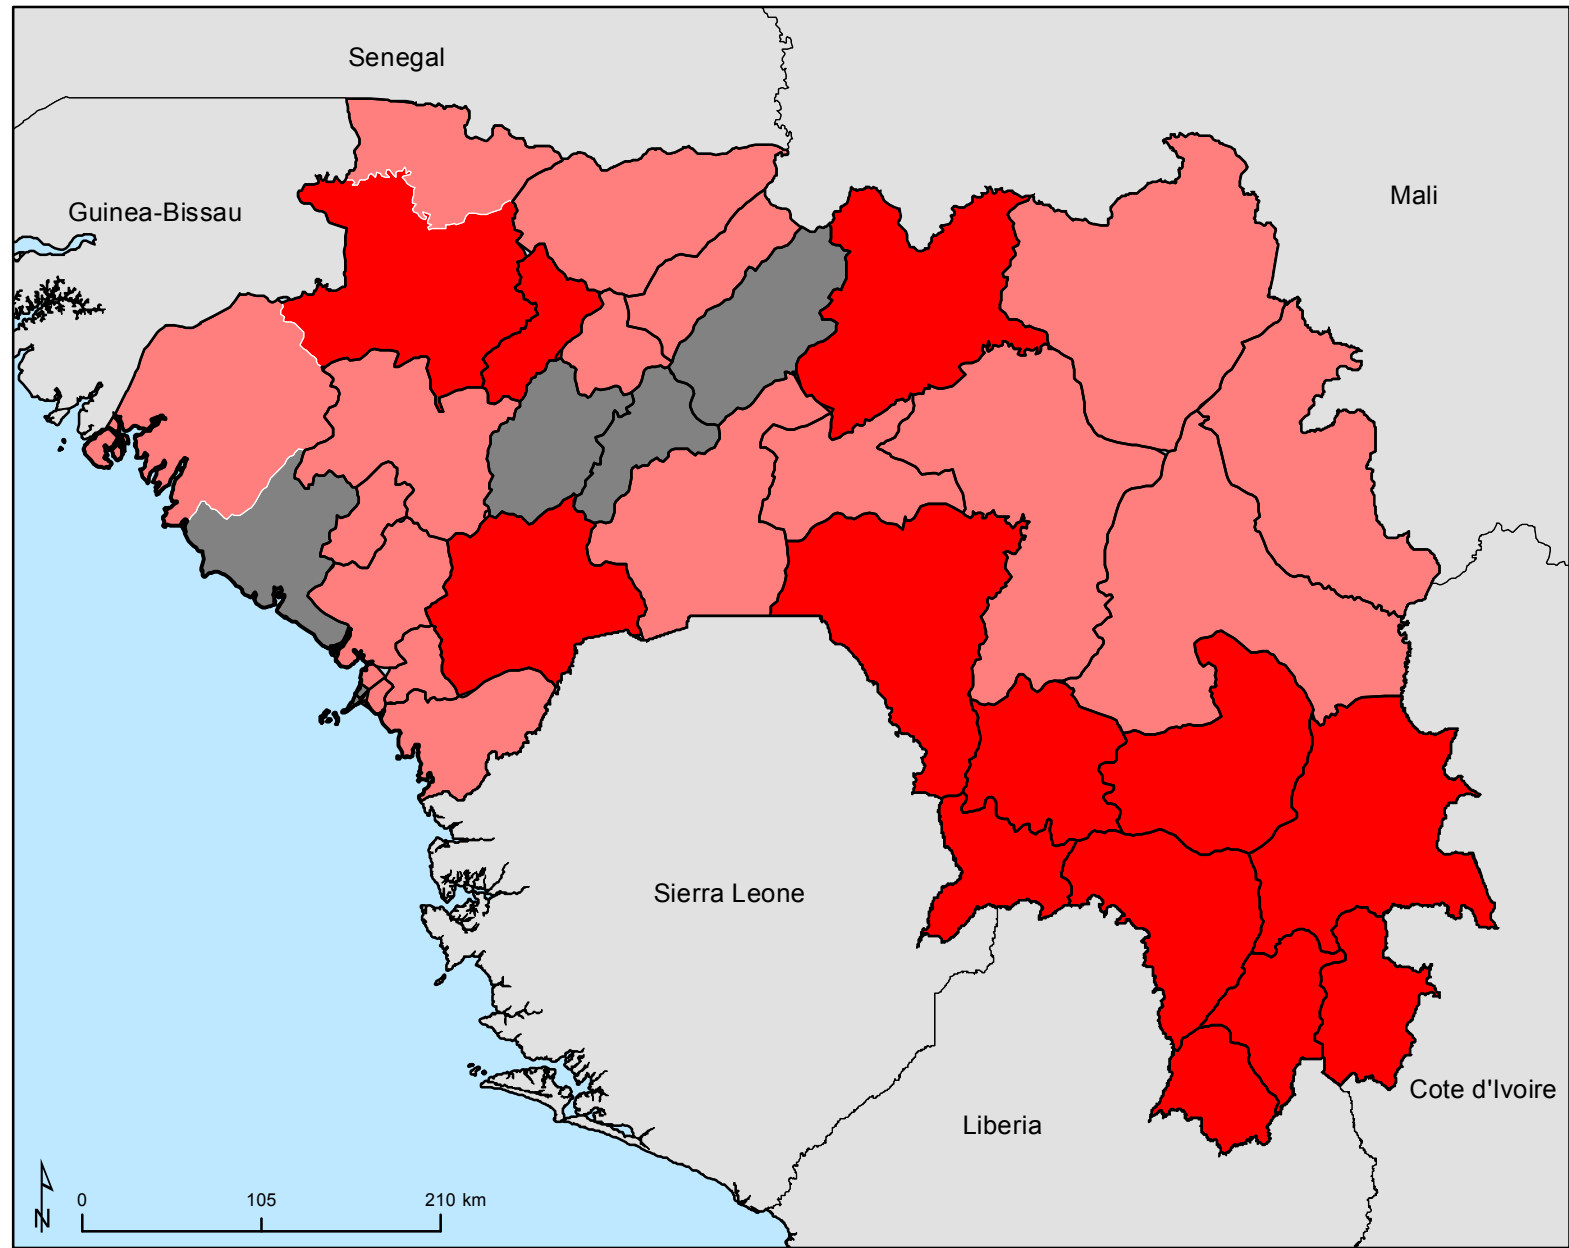 Senegal
Mali
Guinea-Bissau
Sierra Leone
Cote d'Ivoire
Liberia
N
0 105 210 km